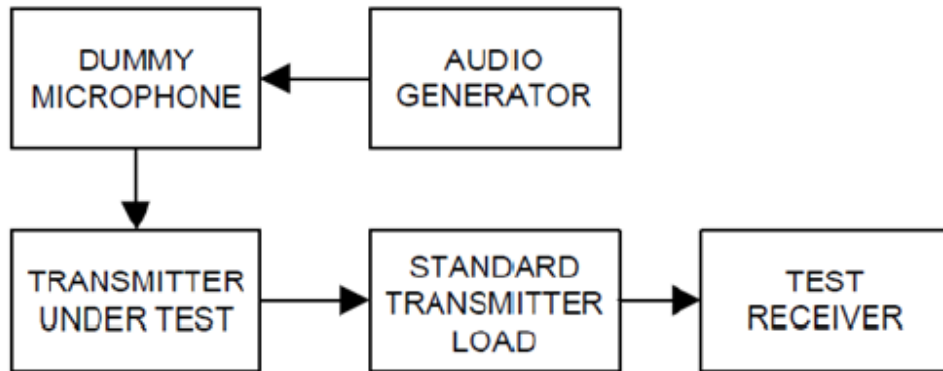 DUMMY
MICROPHONE
AUDIO
GENERATOR
TRANSMITTER
UNDER TEST
STANDARD
TRANSMITTER
LOAD
TEST
RECEIVER